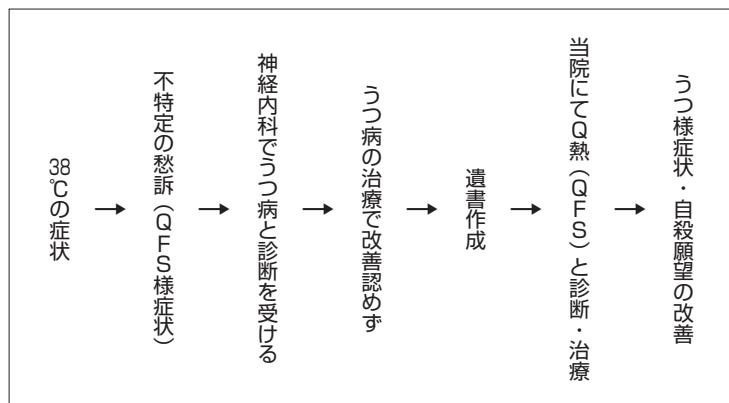 38℃の症状
不特定の愁訴（QFS様症状）
神経内科でうつ病と診断を受ける
うつ病の治療で改善認めず
遺書作成
当院にてQ熱（QFS）と診断・治療
うつ様症状・自殺願望の改善